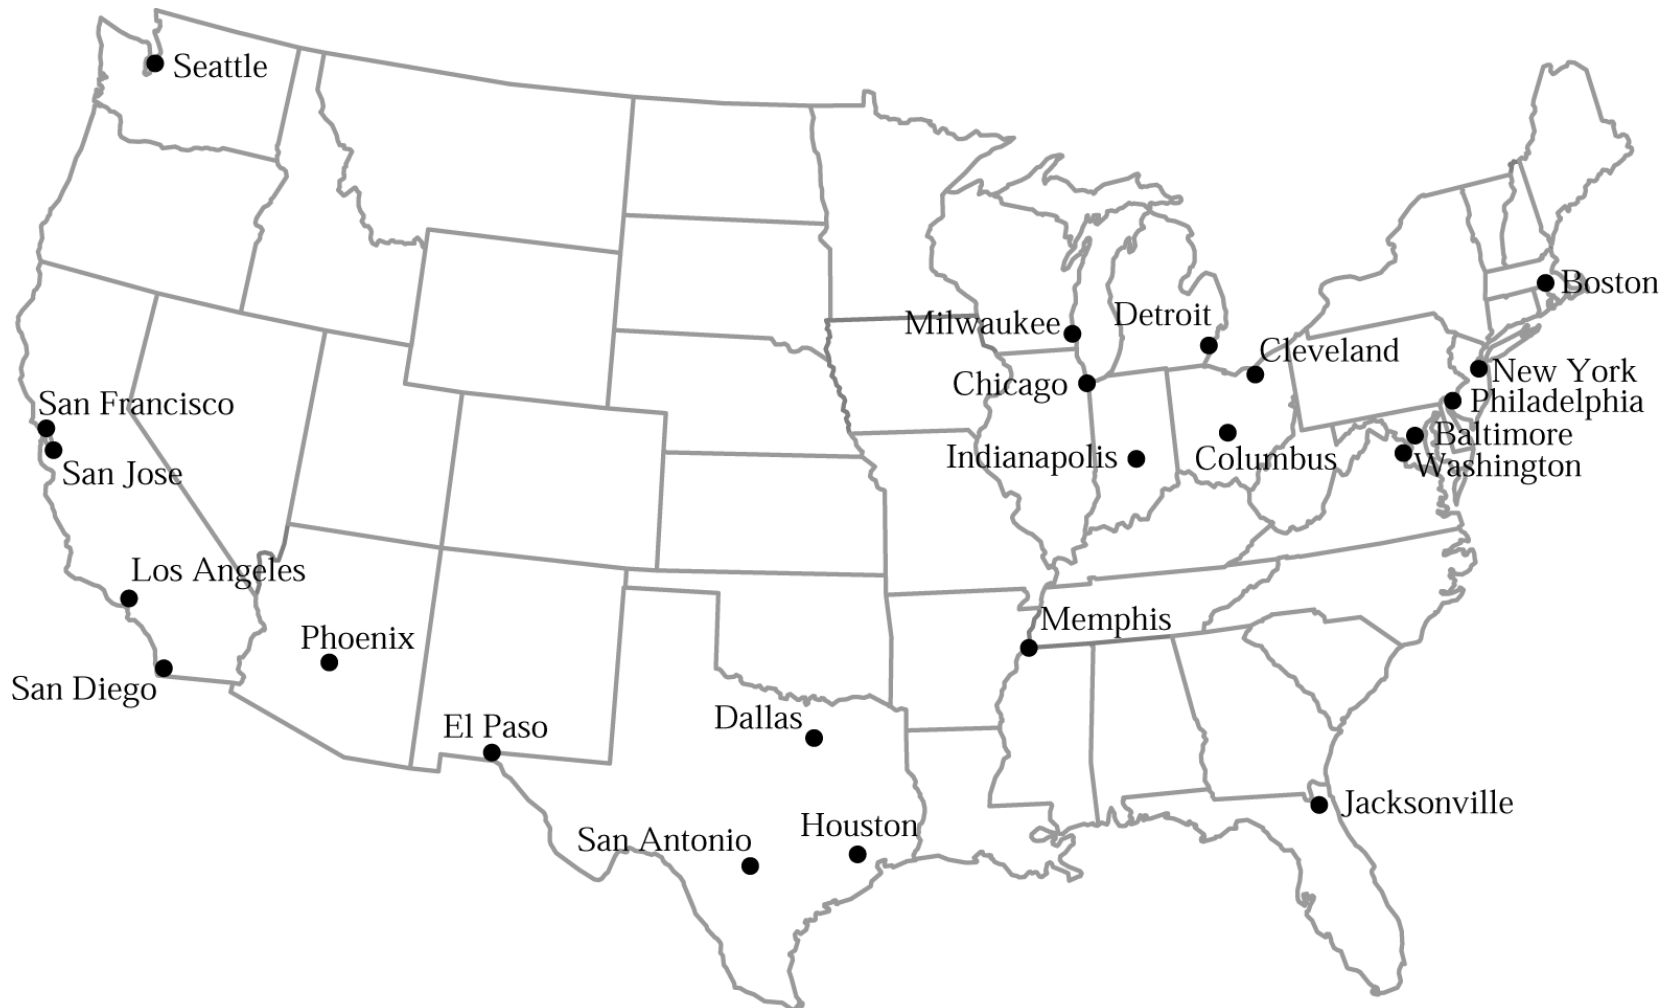 Seattle
Boston
Detroit
Milwaukee
Cleveland
New York
Chicago
Philadelphia
San Francisco
Baltimore
Indianapolis
Columbus
Washington
San Jose
Los Angeles
Memphis
Phoenix
San Diego
Dallas
El Paso
Jacksonville
Houston
San Antonio